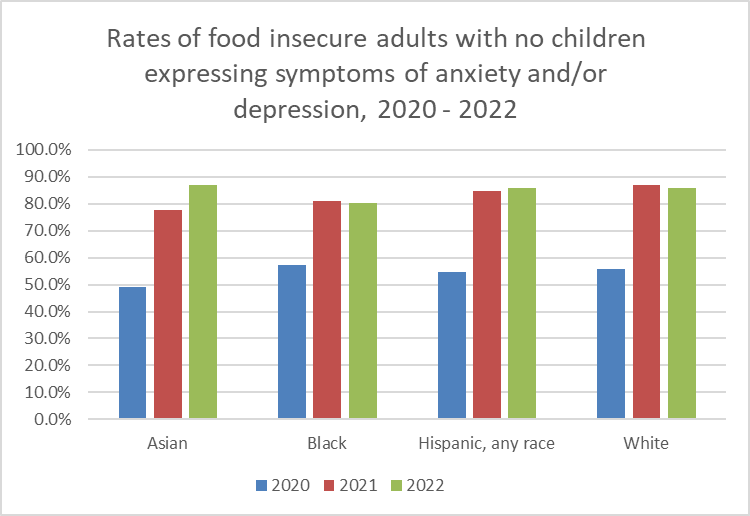 Rates of food insecure adults with no children
expressing symptoms of anxiety and/or
depression, 2020 - 2022
100.0%
90.0%
80.0%
70.0%
60.0%
50.0%
40.0%
30.0%
20.0%
10.0%
0.0%
Asian Black Hispanic, any race White
2020 2021 2022